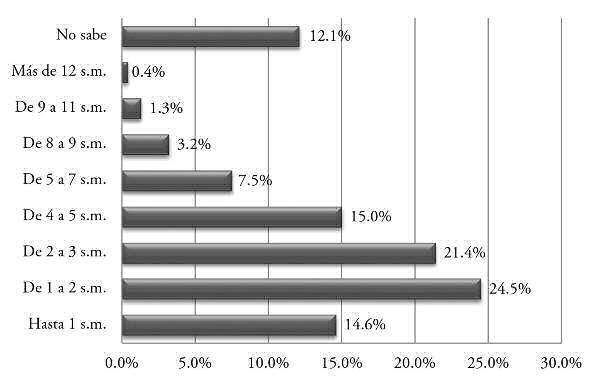 No sabe 12.1%
Más de 12 s.m. 0.4%
De 9 a 11 s.m. 1.3%
De 8 a 9 s.m. 3.2%
De 5 a 7 s.m. 7.5%
De 4 a 5 s.m. 15.0%
De 2 a 3 s.m. 21.4%
De 1 a 2 s.m. 24.5%
Hasta 1 s.m. 14.6%
0.0% 5.0% 10.0% 15.0% 20.0% 25.0% 30.0%